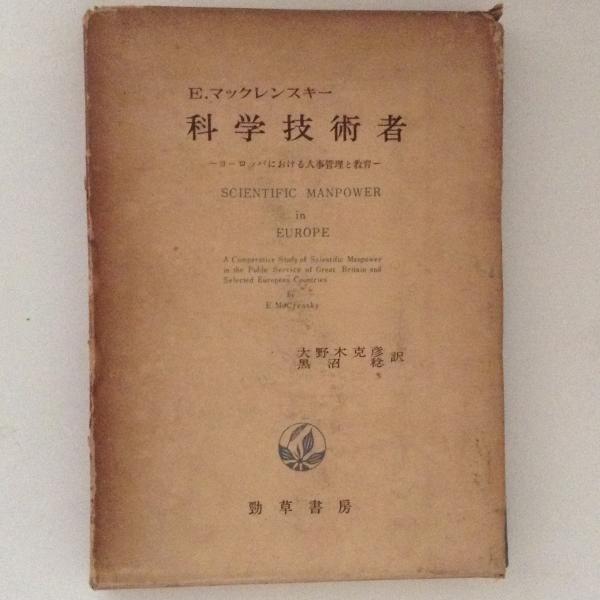 E.マックレンスキー
科学技術者
―ヨーロッパにおける人事管理と教育―
SCIENTIFIC MANPOWER
in
EUROPE
A Comparative Study of Scientific Manpower
in the Public Service of Great Britain and
Selected European Countries
by
E. McCrensky
大野木克彦
黒沼稔 訳
勁草書房